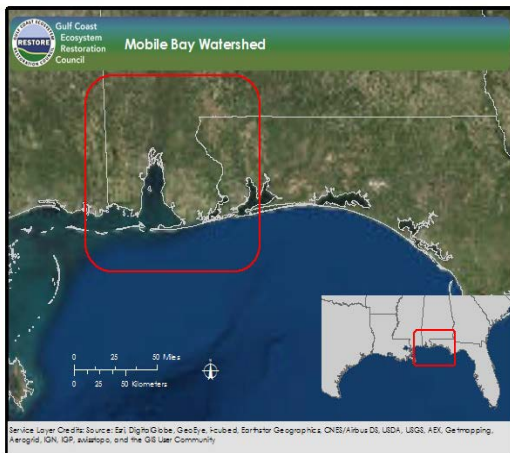 Gulf Coast
Ecosystem
Restoration
Council
RESTORE
Mobile Bay Watershed
0 25 50 Miles
0 25 50 Kilometers
Service Layer Credits: Source: Esri, DigitalGlobe, GeoEye, i-cubed, Earthstar Geographics, CNES/Airbus DS, USDA, USGS, AEX, Getmapping,
Aerogrid, IGN, IGP, swisstopo, and the GIS User Community